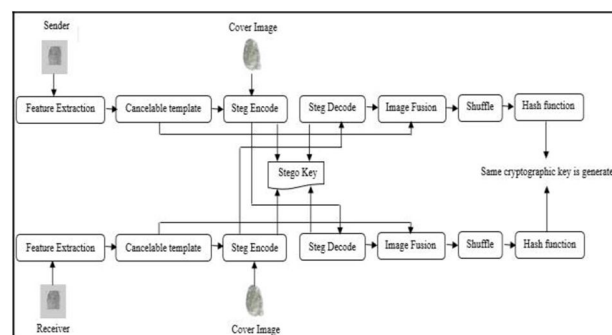 Sender
Cover Image
Feature Extraction
Cancelable template
Steg Encode
Steg Decode
Image Fusion
Shuffle
Hash function
Stego Key
Same cryptographic key is generate
Feature Extraction
Cancelable template
Steg Encode
Steg Decode
Image Fusion
Shuffle
Hash function
Receiver
Cover Image